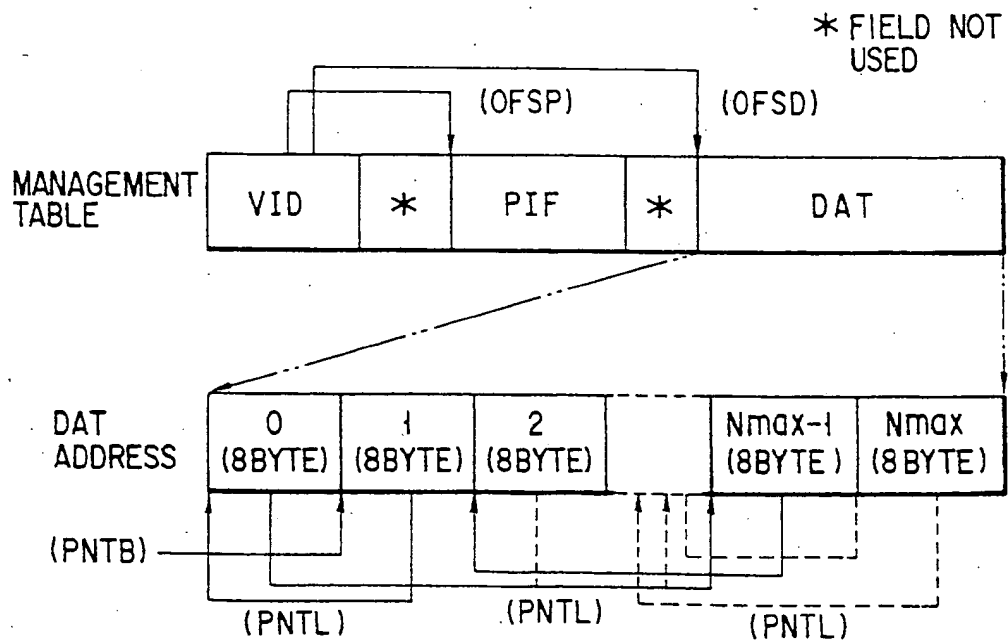 * FIELD NOT
USED
(OFSP)
(OFSD)
MANAGEMENT
TABLE
VID
*
PIF
*
DAT
DAT
ADDRESS
0
(8BYTE)
1
(8BYTE)
2
(8BYTE)
Nmax-1
(8BYTE)
Nmax
(8BYTE)
(PNTB)
(PNTL)
(PNTL)
(PNTL)